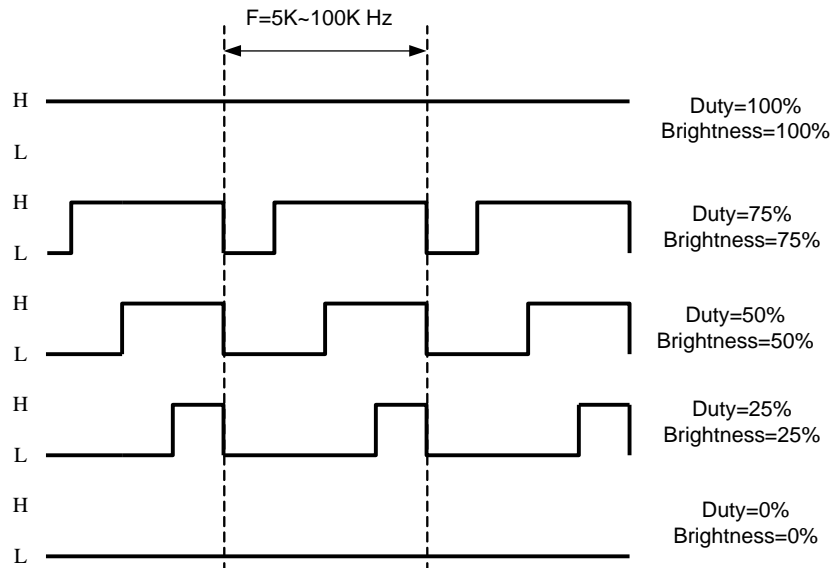 F=5K~100K Hz
H
Duty=100%
Brightness=100%
L
H
Duty=75%
Brightness=75%
L
H
Duty=50%
Brightness=50%
L
H
Duty=25%
Brightness=25%
L
H
Duty=0%
Brightness=0%
L